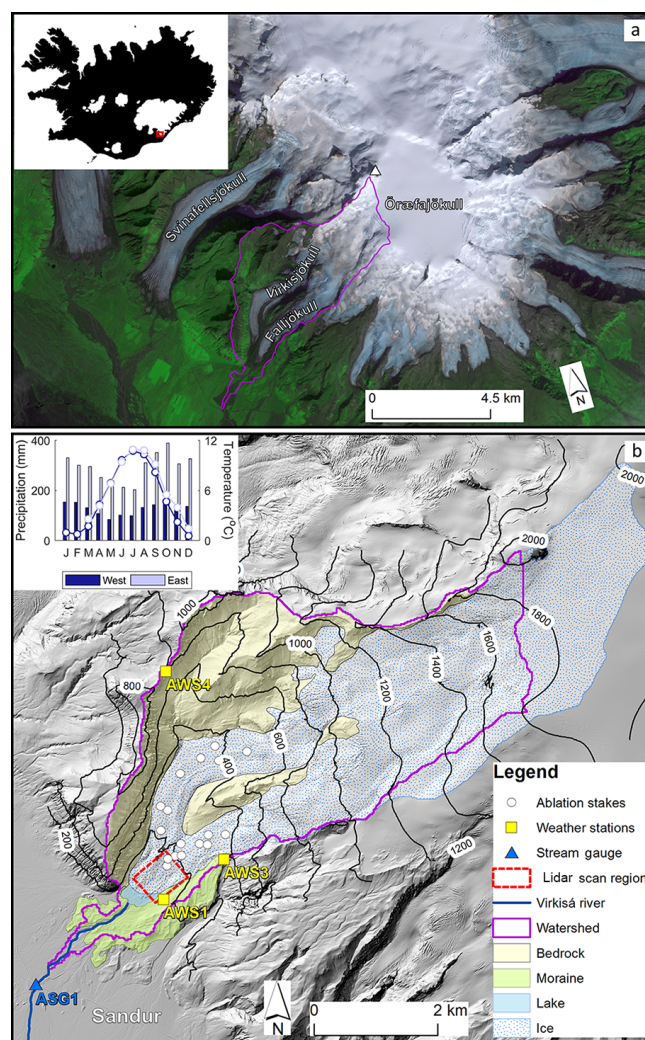 a
Svínafellsjökull
Öræfajökull
Virkisjökull
Falljökull
0
4.5 km
N
b
400
200
0
Precipitation (mm)
12
6
0
Temperature (°C)
J F M A M J J A S O N D
West
East
2000
2000
1000
1800
1600
1000
1400
800
AWS4
1200
600
400
200
1200
AWS3
AWS1
ASG1
Sandur
N
0
2 km
Legend
Ablation stakes
Weather stations
Stream gauge
Lidar scan region
Virkisá river
Watershed
Bedrock
Moraine
Lake
Ice